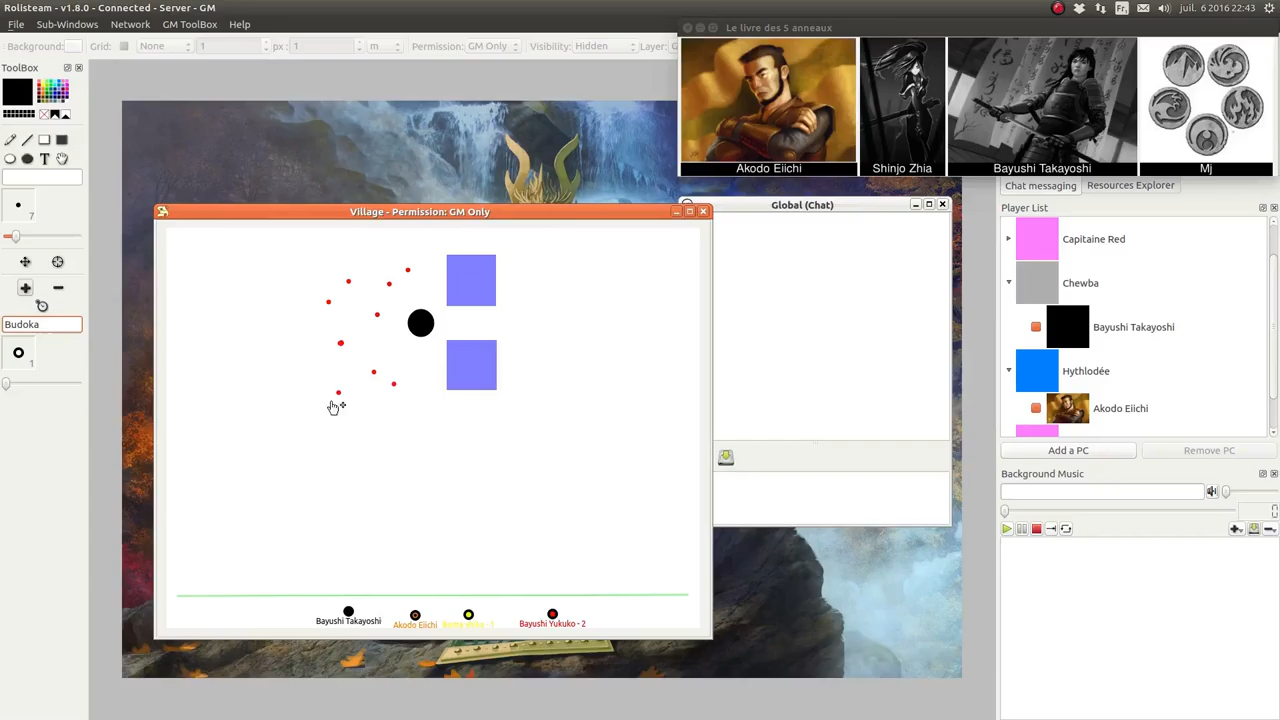 Rolisteam - v1.8.0 - Connected - Server - GM
Fr,
juil. 6 2016 22:43
File
Sub-Windows
Network
GM ToolBox
Help
Le livre des 5 anneaux
Background:
Grid:
None
1
px :
1
m
Permission:
GM Only
Visibility:
Hidden
Layer:
ToolBox
Akodo Eiichi
Shinjo Zhia
Bayushi Takayoshi
Mj
Chat messaging
Resources Explorer
7
Village - Permission: GM Only
Global (Chat)
Player List
Capitaine Red
Chewba
Budoka
Bayushi Takayoshi
1
Hythlodée
Akodo Eiichi
Add a PC
Remove PC
Background Music
Bayushi Takayoshi
Akodo Eiichi
- 1
Bayushi Yukuko - 2